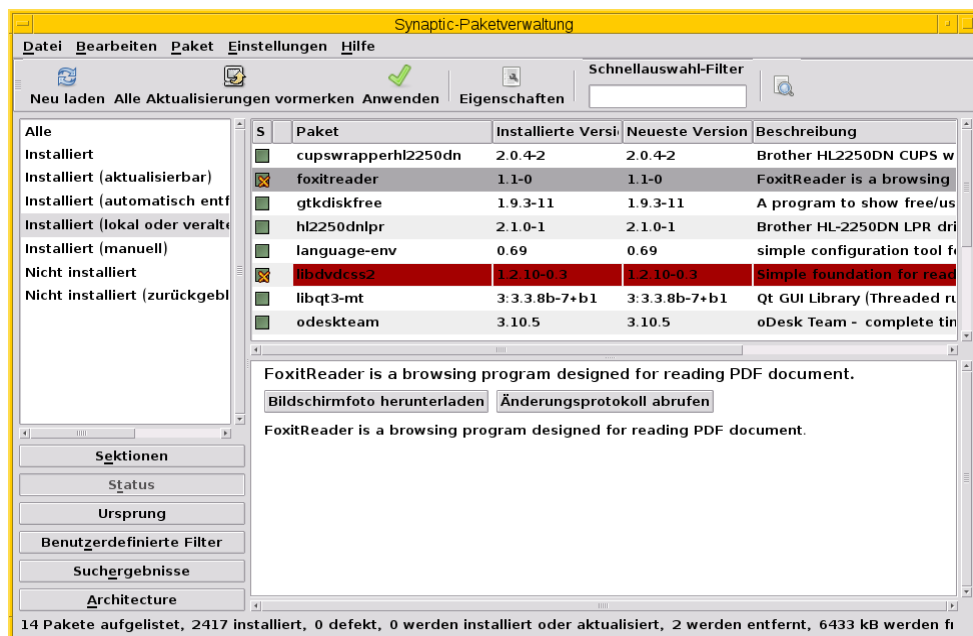 Synaptic-Paketverwaltung
Datei Bearbeiten Paket Einstellungen Hilfe
Schnellauswahl-Filter
Neu laden Alle Aktualisierungen vormerken Anwenden Eigenschaften
Alle
Installiert
Installiert (aktualisierbar)
Installiert (automatisch entf
Installiert (lokal oder veralte
Installiert (manuell)
Nicht installiert
Nicht installiert (zurückgebl
S Paket Installierte Versi Neueste Version Beschreibung
cupswrapperhl2250dn 2.0.4-2 2.0.4-2 Brother HL2250DN CUPS w
foxitreader 1.1-0 1.1-0 FoxitReader is a browsing
gtkdiskfree 1.9.3-11 1.9.3-11 A program to show free/us
hl2250dnlpr 2.1.0-1 2.1.0-1 Brother HL-2250DN LPR dri
language-env 0.69 0.69 simple configuration tool fo
libdvdcss2 1.2.10-0.3 1.2.10-0.3 Simple foundation for read
libqt3-mt 3:3.3.8b-7+b1 3:3.3.8b-7+b1 Qt GUI Library (Threaded ru
odeskteam 3.10.5 3.10.5 oDesk Team - complete tin
FoxitReader is a browsing program designed for reading PDF document.
Bildschirmfoto herunterladen Änderungsprotokoll abrufen
FoxitReader is a browsing program designed for reading PDF document.
Sektionen
Status
Ursprung
Benutzerdefinierte Filter
Suchergebnisse
Architecture
14 Pakete aufgelistet, 2417 installiert, 0 defekt, 0 werden installiert oder aktualisiert, 2 werden entfernt, 6433 kB werden fr